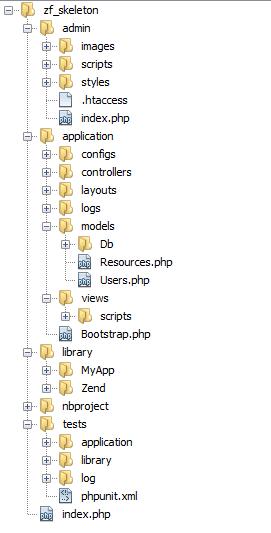 zf_skeleton
admin
images
scripts
styles
.htaccess
index.php
application
configs
controllers
layouts
logs
models
Db
Resources.php
Users.php
views
scripts
Bootstrap.php
library
MyApp
Zend
nbproject
tests
application
library
log
phpunit.xml
index.php